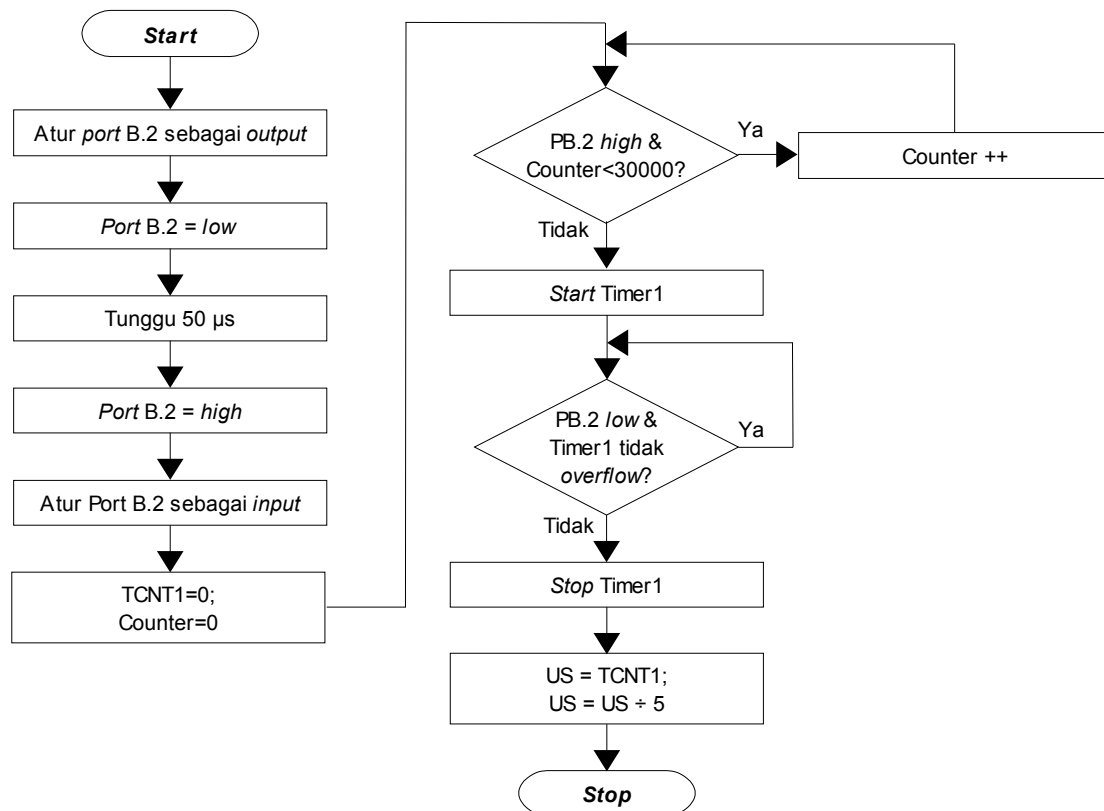 Start
Atur port B.2 sebagai output
Port B.2 = low
Tunggu 50 µs
Port B.2 = high
Atur Port B.2 sebagai input
TCNT1=0;
Counter=0
PB.2 high &
Counter<30000?
Ya
Counter ++
Tidak
Start Timer1
PB.2 low &
Timer1 tidak
overflow?
Ya
Tidak
Stop Timer1
US = TCNT1;
US = US ÷ 5
Stop